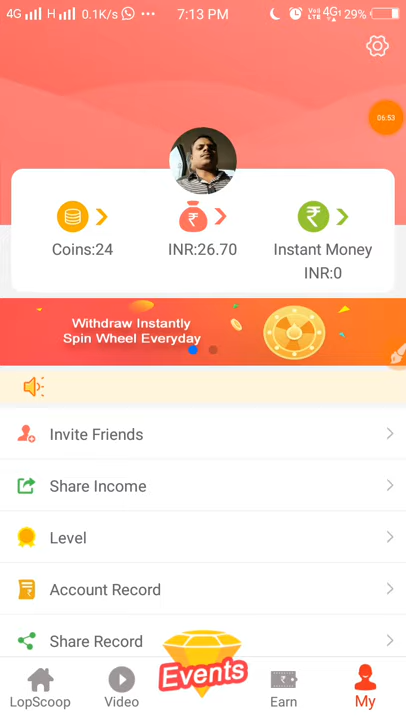 4G H 0.1K/s ... 7:13 PM 4G 29%
06:53
Coins:24
INR:26.70
Instant Money
INR:0
Withdraw Instantly
Spin Wheel Everyday
Invite Friends
Share Income
Level
Account Record
Share Record
LopScoop
Video
Events
Earn
My